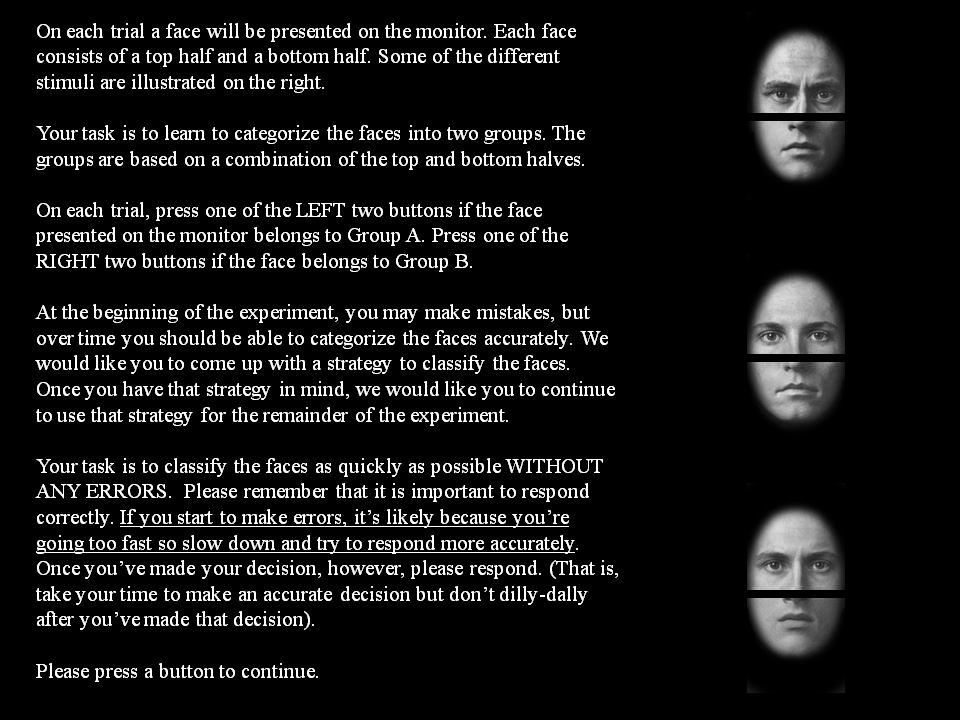 On each trial a face will be presented on the monitor. Each face
consists of a top half and a bottom half. Some of the different
stimuli are illustrated on the right.
Your task is to learn to categorize the faces into two groups. The
groups are based on a combination of the top and bottom halves.
On each trial, press one of the LEFT two buttons if the face
presented on the monitor belongs to Group A. Press one of the
RIGHT two buttons if the face belongs to Group B.
At the beginning of the experiment, you may make mistakes, but
over time you should be able to categorize the faces accurately. We
would like you to come up with a strategy to classify the faces.
Once you have that strategy in mind, we would like you to continue
to use that strategy for the remainder of the experiment.
Your task is to classify the faces as quickly as possible WITHOUT
ANY ERRORS.  Please remember that it is important to respond
correctly. If you start to make errors, it’s likely because you’re
going too fast so slow down and try to respond more accurately.
Once you’ve made your decision, however, please respond. (That is,
take your time to make an accurate decision but don’t dilly-dally
after you’ve made that decision).
Please press a button to continue.